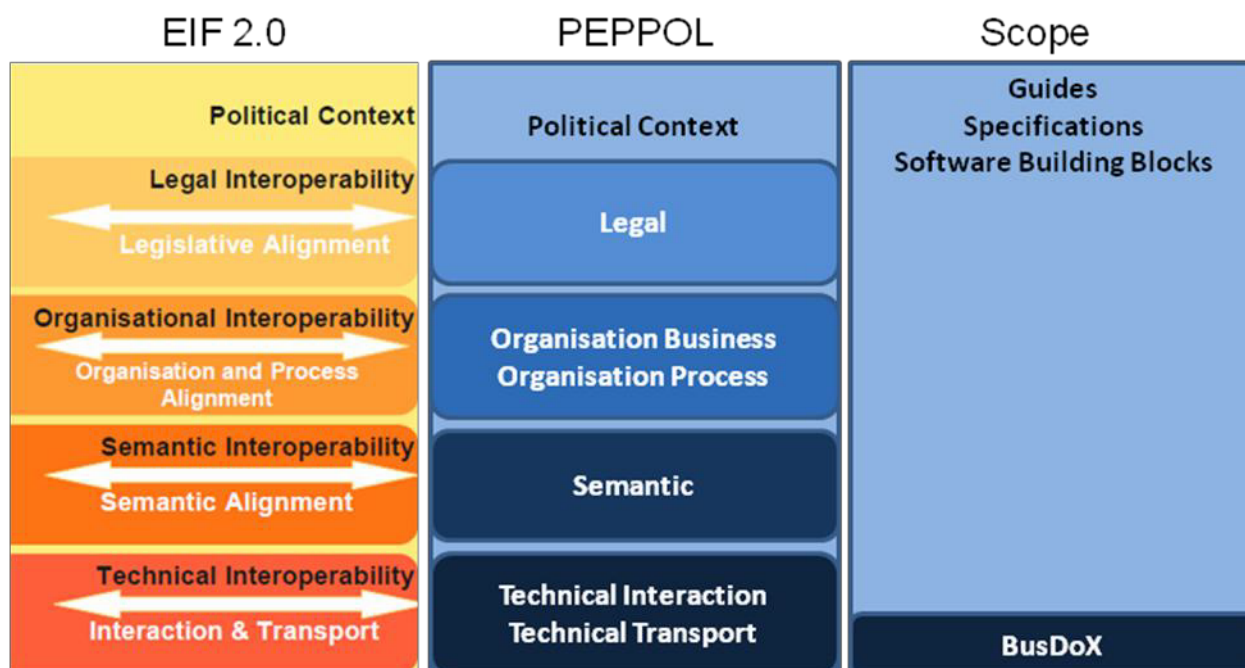 EIF 2.0
Political Context
Legal Interoperability
Legislative Alignment
Organisational Interoperability
Organisation and Process
Alignment
Semantic Interoperability
Semantic Alignment
Technical Interoperability
Interaction & Transport
PEPPOL
Political Context
Legal
Organisation Business
Organisation Process
Semantic
Technical Interaction
Technical Transport
Scope
Guides
Specifications
Software Building Blocks
BusDoX